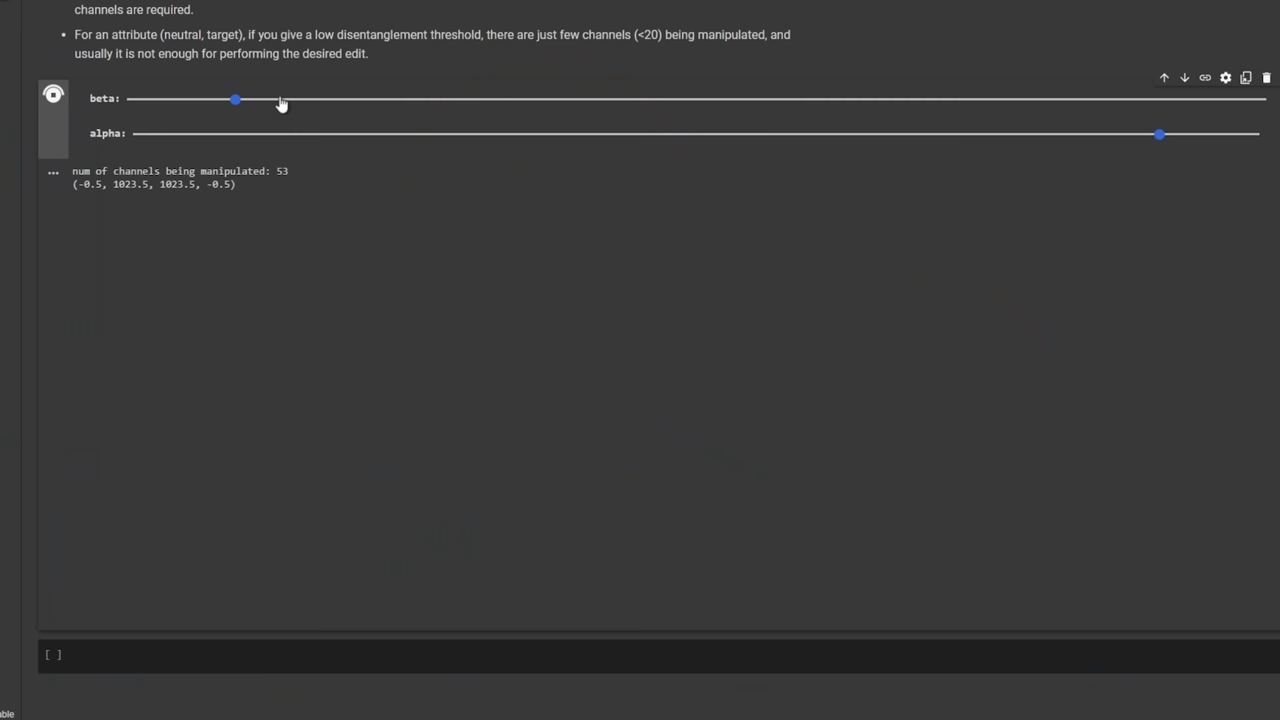 channels are required.
• For an attribute (neutral, target), if you give a low disentanglement threshold, there are just few channels (<20) being manipulated, and
usually it is not enough for performing the desired edit.
beta:
alpha:
... num of channels being manipulated: 53
(-0.5, 1023.5, 1023.5, -0.5)
[ ]
ble